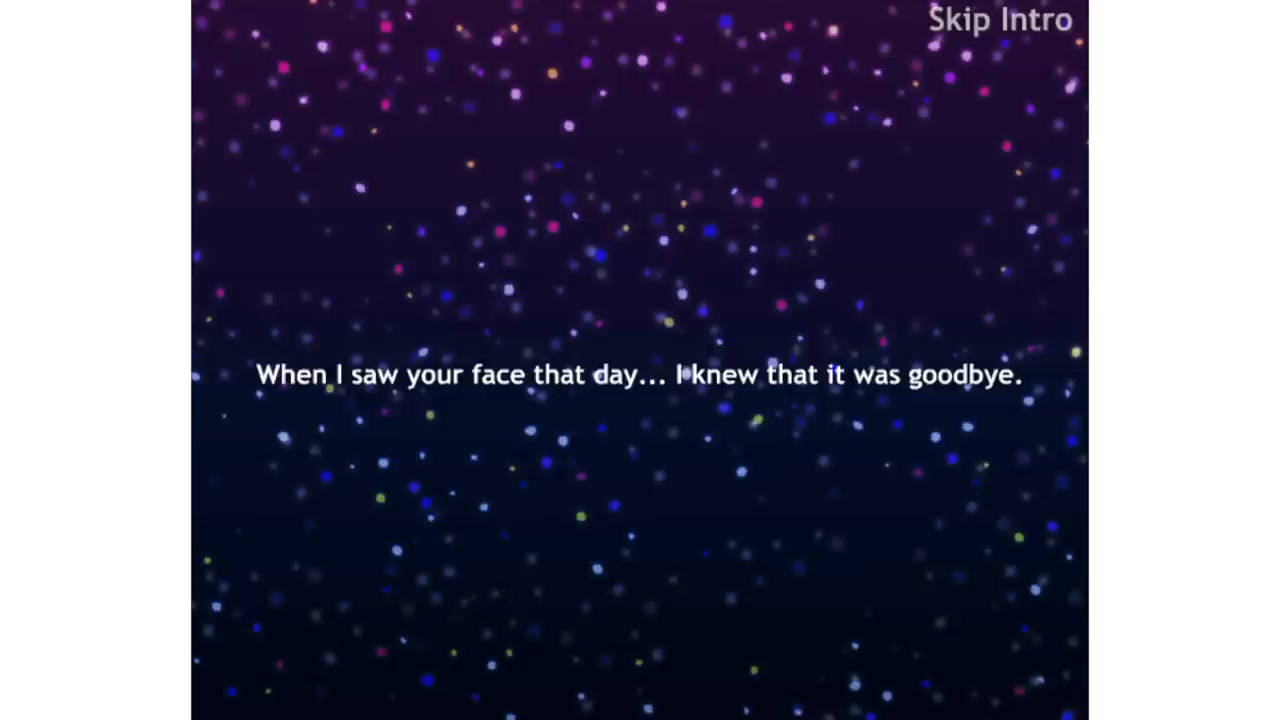 Skip Intro
When I saw your face that day... I knew that it was goodbye.